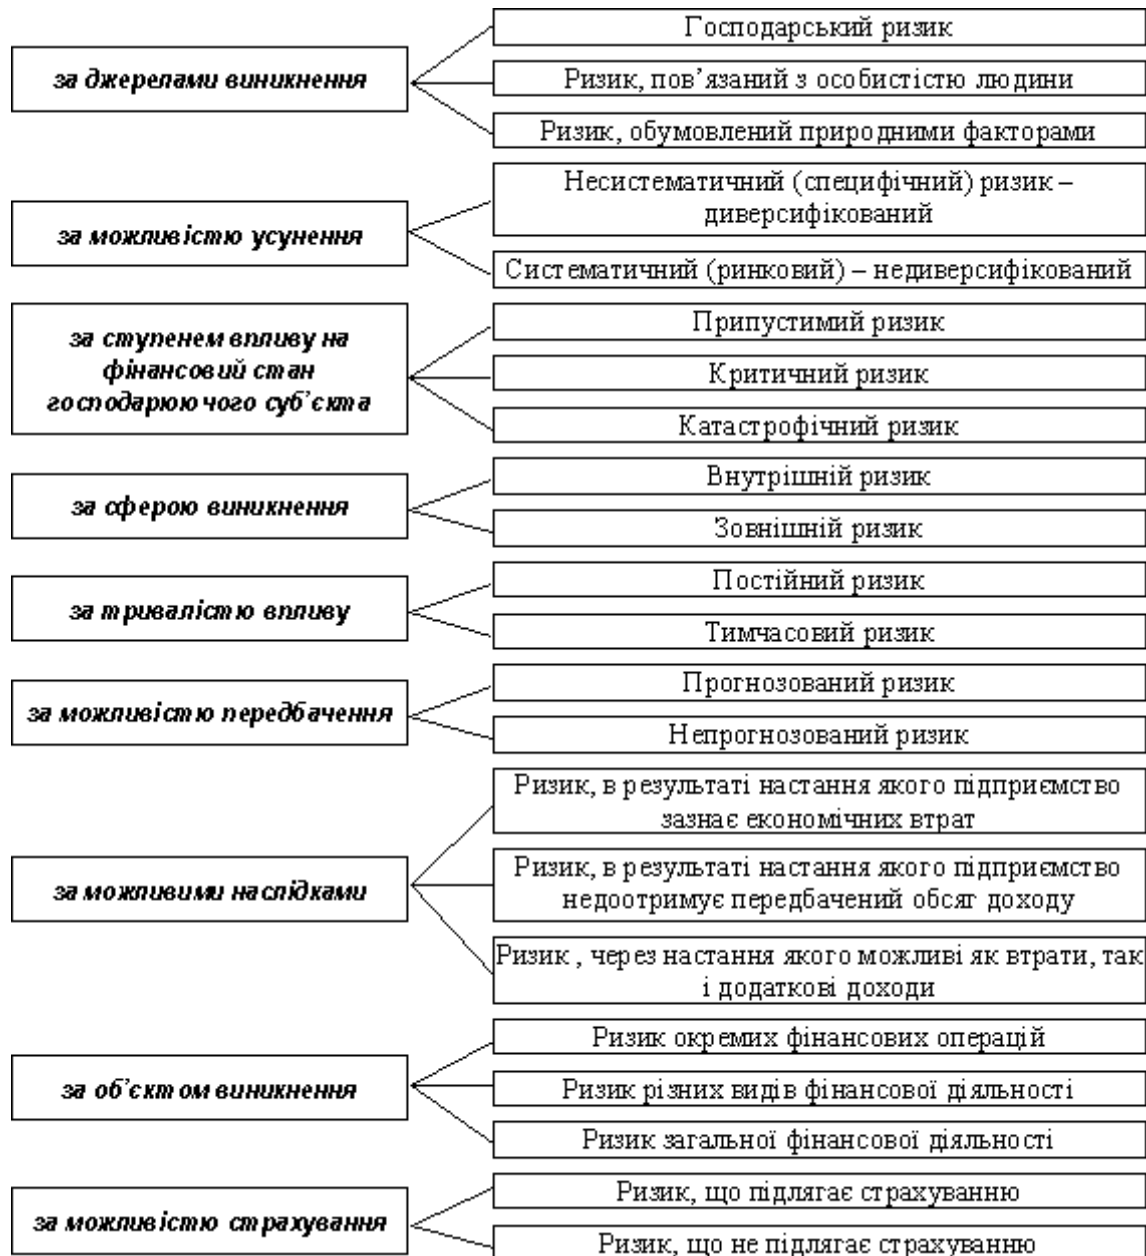 за джерелами виникнення
Господарський ризик
Ризик, пов’язаний з особистістю людини
Ризик, обумовлений природними факторами
за можливістю усунення
Несистематичний (специфічний) ризик –
диверсифікований
Систематичний (ринковий) – недиверсифікований
за ступенем впливу на
фінансовий стан
господарюючого суб’єкта
Припустимий ризик
Критичний ризик
Катастрофічний ризик
за сферою виникнення
Внутрішній ризик
Зовнішній ризик
за тривалістю впливу
Постійний ризик
Тимчасовий ризик
за можливістю передбачення
Прогнозований ризик
Непрогнозований ризик
за можливими наслідками
Ризик, в результаті настання якого підприємство
зазнає економічних втрат
Ризик, в результаті настання якого підприємство
недоотримує передбачений обсяг доходу
Ризик , через настання якого можливі як втрати, так
і додаткові доходи
за об’єктом виникнення
Ризик окремих фінансових операцій
Ризик різних видів фінансової діяльності
Ризик загальної фінансової діяльності
за можливістю страхування
Ризик, що підлягає страхуванню
Ризик, що не підлягає страхуванню